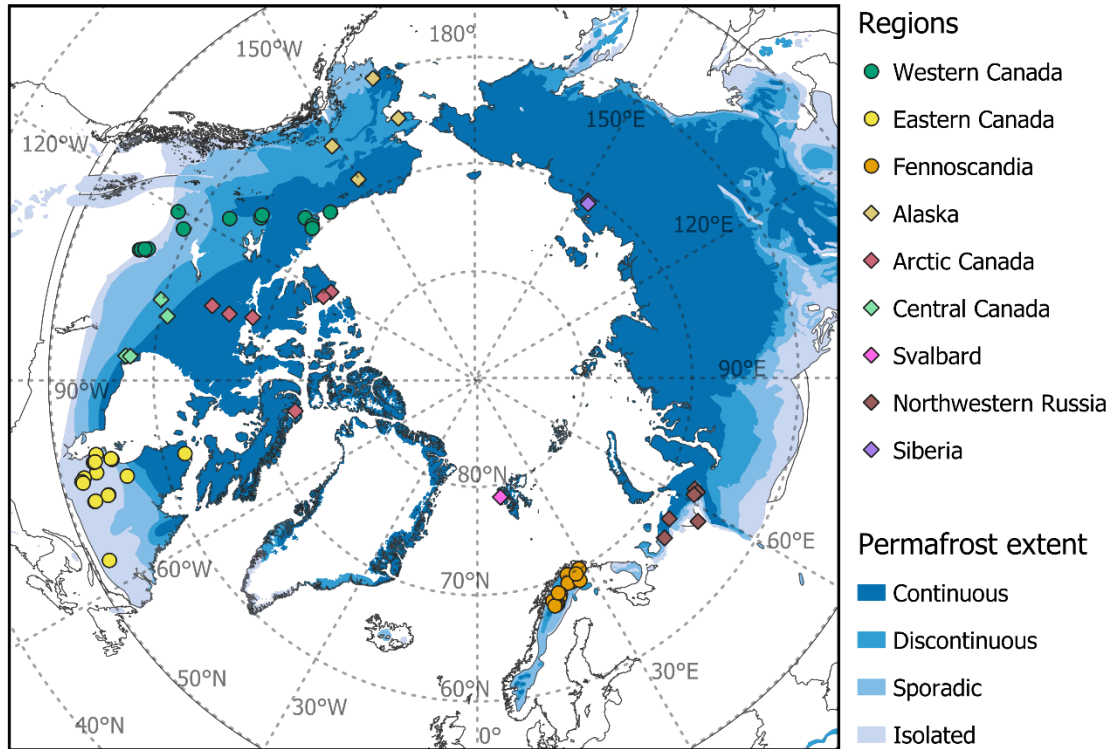 150°W
180°
120°W
150°E
120°E
90°W
90°E
80°N
60°W
60°E
70°N
50°N
30°W
60°N
30°E
40°N
0°
Regions
Western Canada
Eastern Canada
Fennoscandia
Alaska
Arctic Canada
Central Canada
Svalbard
Northwestern Russia
Siberia
Permafrost extent
Continuous
Discontinuous
Sporadic
Isolated